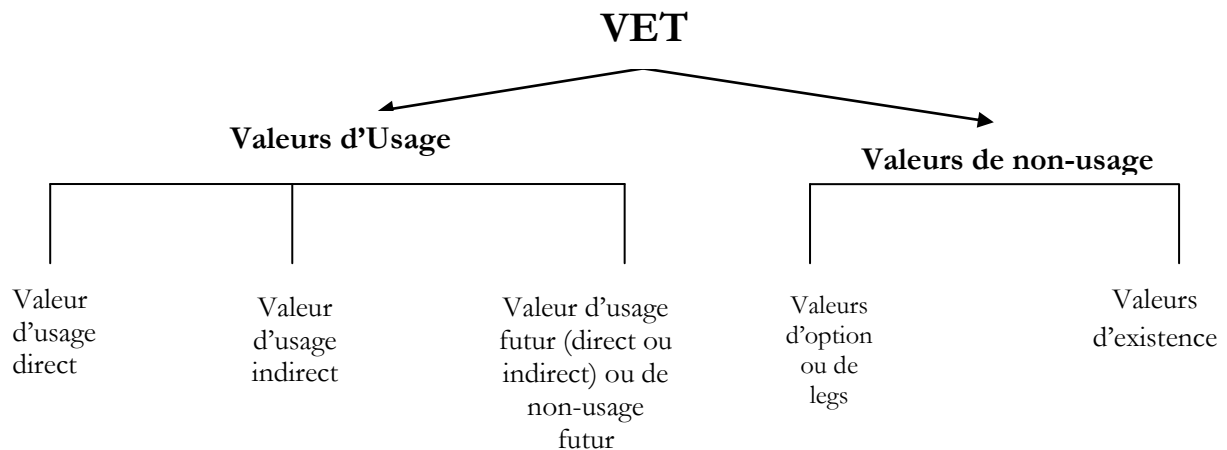 VET
Valeurs d’Usage
Valeurs de non-usage
Valeur
d’usage
direct
Valeur
d’usage
indirect
Valeur d’usage
futur (direct ou
indirect) ou de
non-usage
futur
Valeurs
d’option
ou de
legs
Valeurs
d’existence